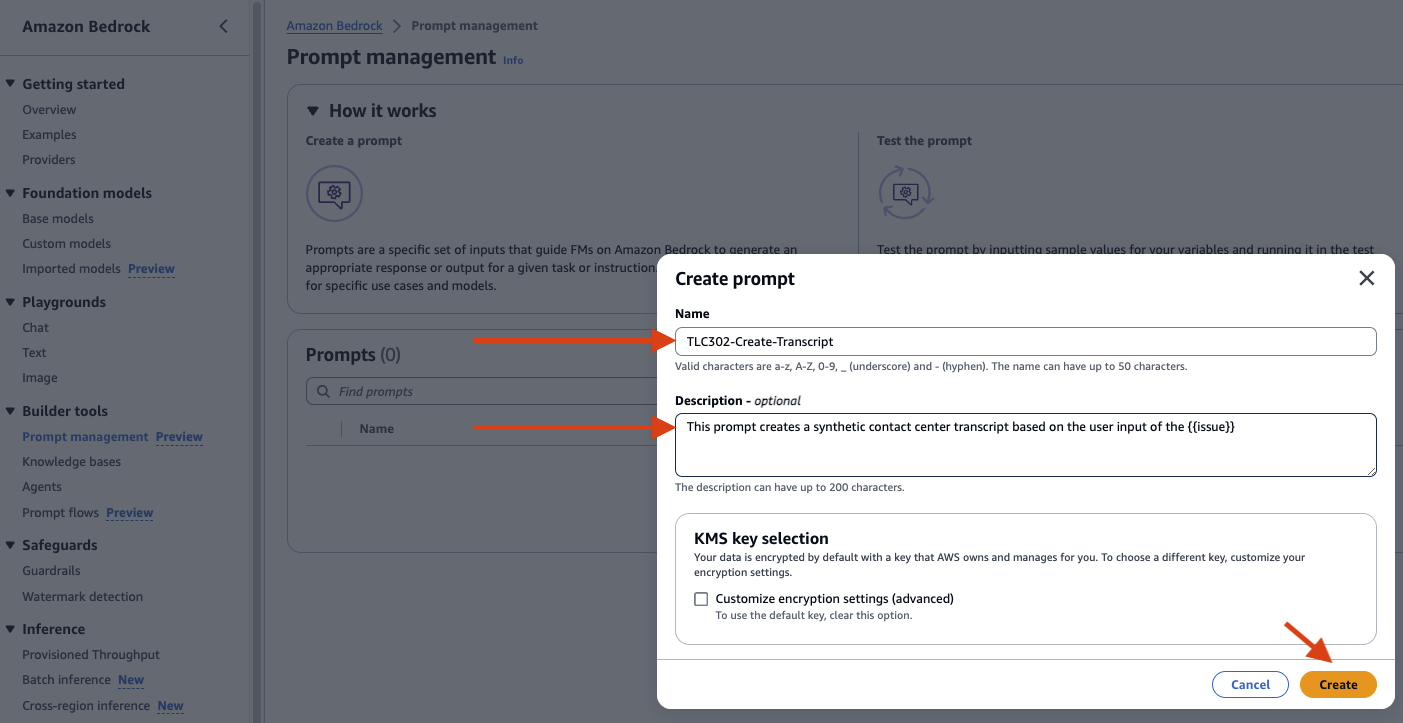 Amazon Bedrock
Getting started
Overview
Examples
Providers
Foundation models
Base models
Custom models
Imported models Preview
Playgrounds
Chat
Text
Image
Builder tools
Prompt management Preview
Knowledge bases
Agents
Prompt flows Preview
Safeguards
Guardrails
Watermark detection
Inference
Provisioned Throughput
Batch inference New
Cross-region inference New
Amazon Bedrock > Prompt management
Prompt management Info
How it works
Create a prompt
Prompts are a specific set of inputs that guide FMs on Amazon Bedrock to generate an
appropriate response or output for a given task or instruction.
for specific use cases and models.
Test the prompt
Test the prompt by inputting sample values for your variables and running it in the test
Prompts (0)
Find prompts
Name
Create prompt
Name
TLC302-Create-Transcript
Valid characters are a-z, A-Z, 0-9, _ (underscore) and - (hyphen). The name can have up to 50 characters.
Description - optional
This prompt creates a synthetic contact center transcript based on the user input of the {{issue}}
The description can have up to 200 characters.
KMS key selection
Your data is encrypted by default with a key that AWS owns and manages for you. To choose a different key, customize your
encryption settings.
Customize encryption settings (advanced)
To use the default key, clear this option.
Cancel
Create